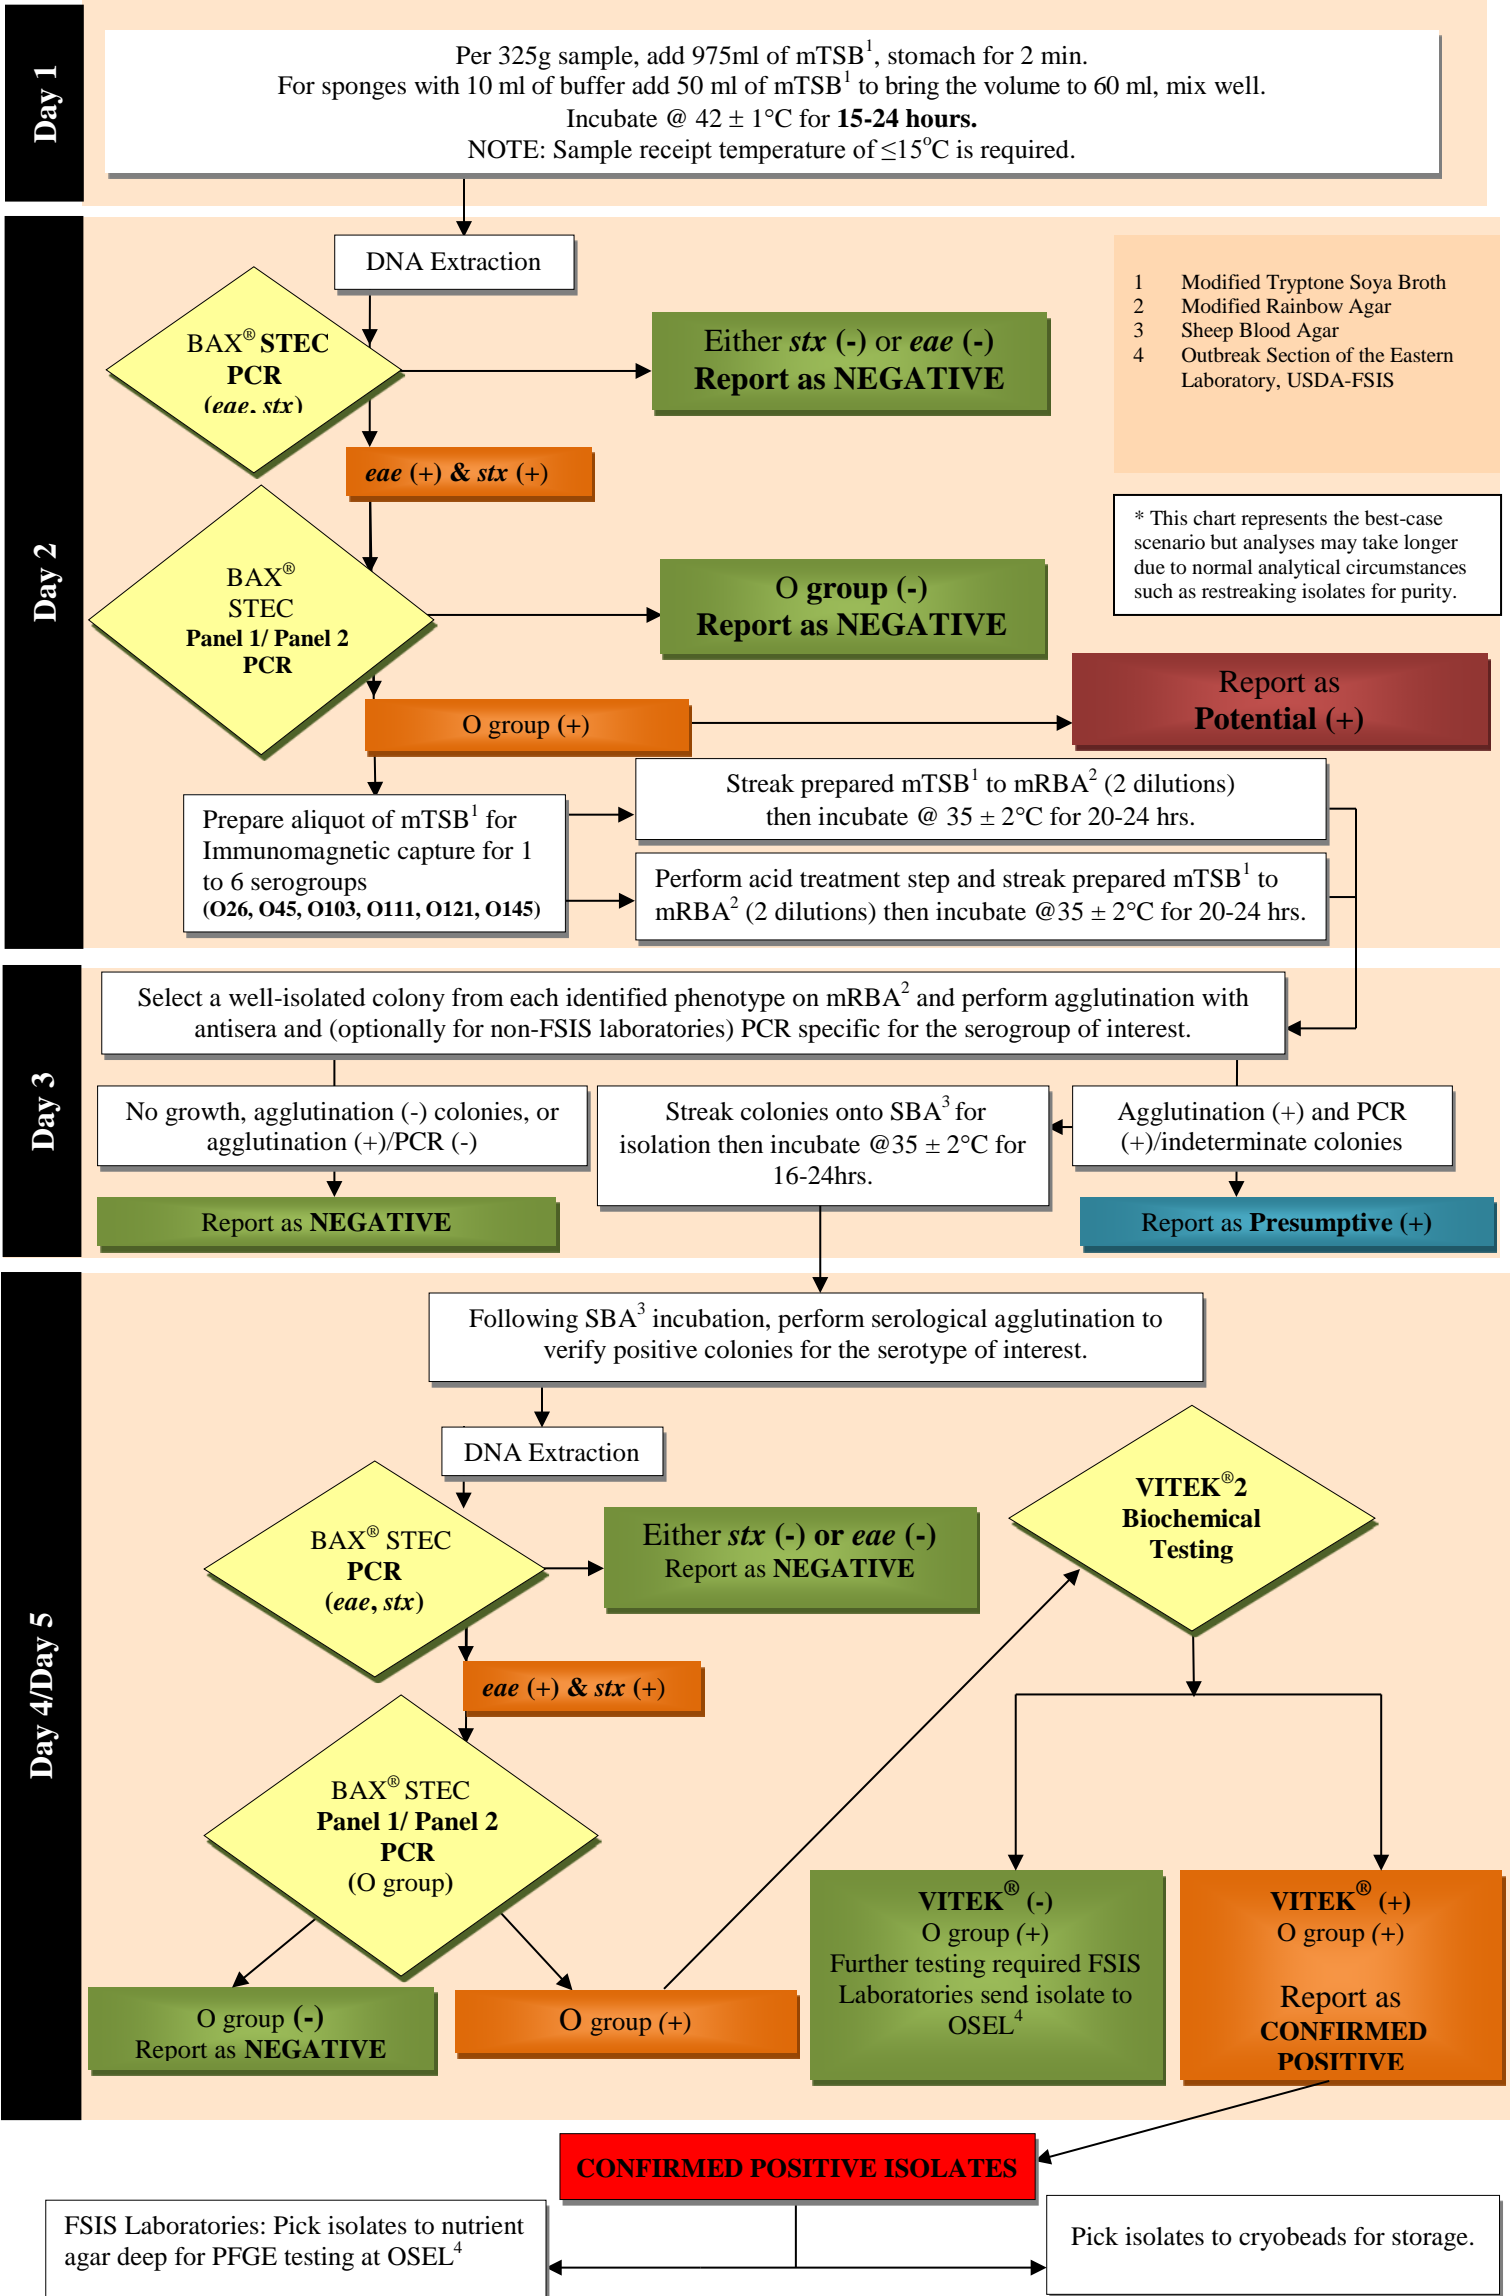 Day 1
Per 325g sample, add 975ml of mTSB1, stomach for 2 min.
For sponges with 10 ml of buffer add 50 ml of mTSB1 to bring the volume to 60 ml, mix well.
Incubate @ 42 ± 1°C for 15-24 hours.
NOTE: Sample receipt temperature of ≤15oC is required.
Day 2
DNA Extraction
BAX® STEC
PCR
(eae, stx)
Either stx (-) or eae (-)
Report as NEGATIVE
1 Modified Tryptone Soya Broth
2 Modified Rainbow Agar
3 Sheep Blood Agar
4 Outbreak Section of the Eastern
Laboratory, USDA-FSIS
eae (+) & stx (+)
* This chart represents the best-case
scenario but analyses may take longer
due to normal analytical circumstances
such as restreaking isolates for purity.
BAX®
STEC
Panel 1/ Panel 2
PCR
O group (-)
Report as NEGATIVE
O group (+)
Report as
Potential (+)
Prepare aliquot of mTSB1 for
Immunomagnetic capture for 1
to 6 serogroups
(O26, O45, O103, O111, O121, O145)
Streak prepared mTSB1 to mRBA2 (2 dilutions)
then incubate @ 35 ± 2°C for 20-24 hrs.
Perform acid treatment step and streak prepared mTSB1 to
mRBA2 (2 dilutions) then incubate @35 ± 2°C for 20-24 hrs.
Day 3
Select a well-isolated colony from each identified phenotype on mRBA2 and perform agglutination with
antisera and (optionally for non-FSIS laboratories) PCR specific for the serogroup of interest.
No growth, agglutination (-) colonies, or
agglutination (+)/PCR (-)
Streak colonies onto SBA3 for
isolation then incubate @35 ± 2°C for
16-24hrs.
Agglutination (+) and PCR
(+)/indeterminate colonies
Report as NEGATIVE
Report as Presumptive (+)
Day 4/Day 5
Following SBA3 incubation, perform serological agglutination to
verify positive colonies for the serotype of interest.
DNA Extraction
BAX® STEC
PCR
(eae, stx)
Either stx (-) or eae (-)
Report as NEGATIVE
VITEK®2
Biochemical
Testing
eae (+) & stx (+)
BAX® STEC
Panel 1/ Panel 2
PCR
(O group)
O group (-)
Report as NEGATIVE
O group (+)
VITEK® (-)
O group (+)
Further testing required FSIS
Laboratories send isolate to
OSEL4
VITEK® (+)
O group (+)
Report as
CONFIRMED
POSITIVE
CONFIRMED POSITIVE ISOLATES
FSIS Laboratories: Pick isolates to nutrient
agar deep for PFGE testing at OSEL4
Pick isolates to cryobeads for storage.